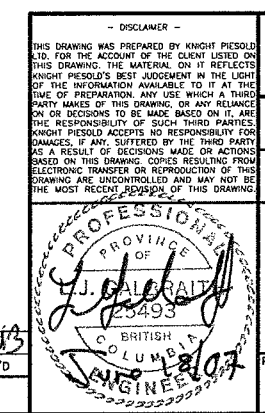 - DISCLAIMER -
THIS DRAWING WAS PREPARED BY KNIGHT PIESOLD
LTD. FOR THE ACCOUNT OF THE CLIENT LISTED ON
THIS DRAWING. THE MATERIAL ON IT REFLECTS
KNIGHT PIESOLD'S BEST JUDGEMENT IN THE LIGHT
OF THE INFORMATION AVAILABLE TO IT AT THE
TIME OF PREPARATION. ANY USE WHICH A THIRD
PARTY MAKES OF THIS DRAWING, OR ANY RELIANCE
ON OR DECISIONS TO BE MADE BASED ON IT, ARE
THE RESPONSIBILITY OF SUCH THIRD PARTIES.
KNIGHT PIESOLD ACCEPTS NO RESPONSIBILITY FOR
DAMAGES, IF ANY, SUFFERED BY THE THIRD PARTY
AS A RESULT OF DECISIONS MADE OR ACTIONS
BASED ON THIS DRAWING. COPIES RESULTING FROM
ELECTRONIC TRANSFER OR REPRODUCTION OF THIS
DRAWING ARE UNCONTROLLED AND MAY NOT BE
THE MOST RECENT REVISION OF THIS DRAWING.
PROFESSIONAL
PROVINCE
OF
25493
BRITISH
COLUMBIA
18/07
ENGINEER